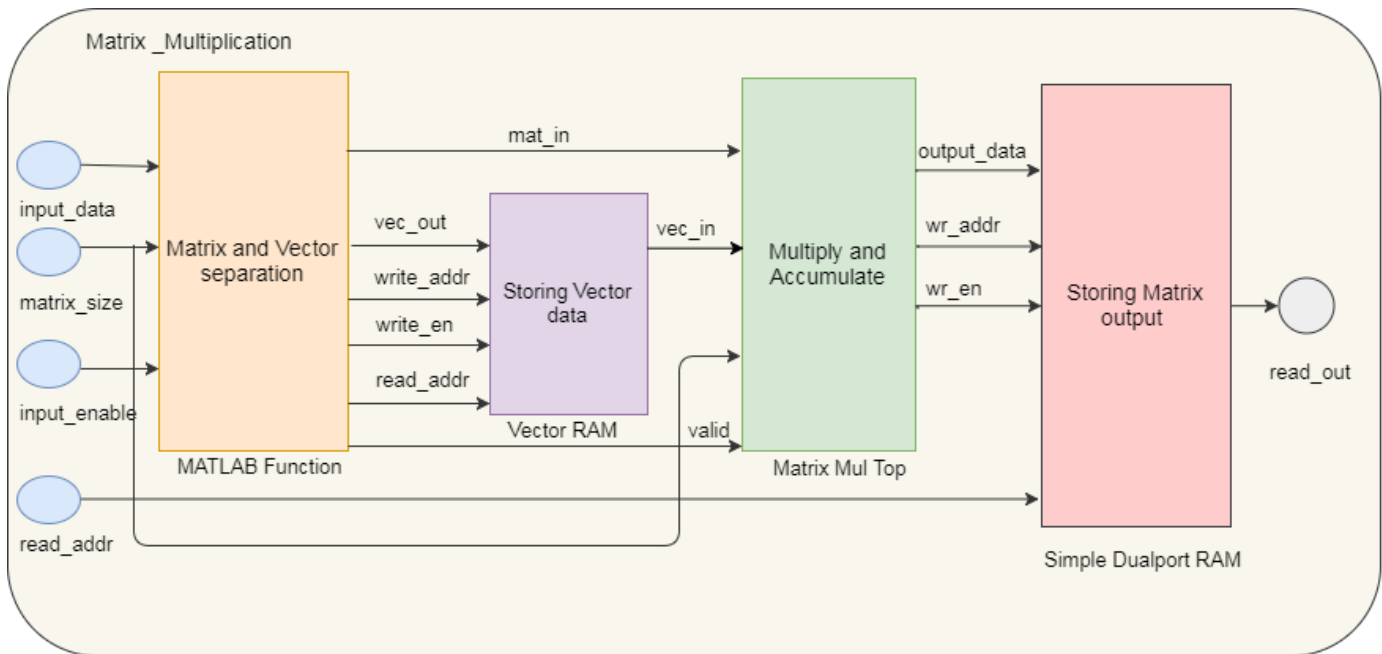 Matrix _Multiplication
input_data
matrix_size
input_enable
read_addr
Matrix and Vector
separation
MATLAB Function
mat_in
vec_out
write_addr
write_en
read_addr
valid
Storing Vector
data
Vector RAM
vec_in
Multiply and
Accumulate
Matrix Mul Top
output_data
wr_addr
wr_en
Storing Matrix
output
Simple Dualport RAM
read_out